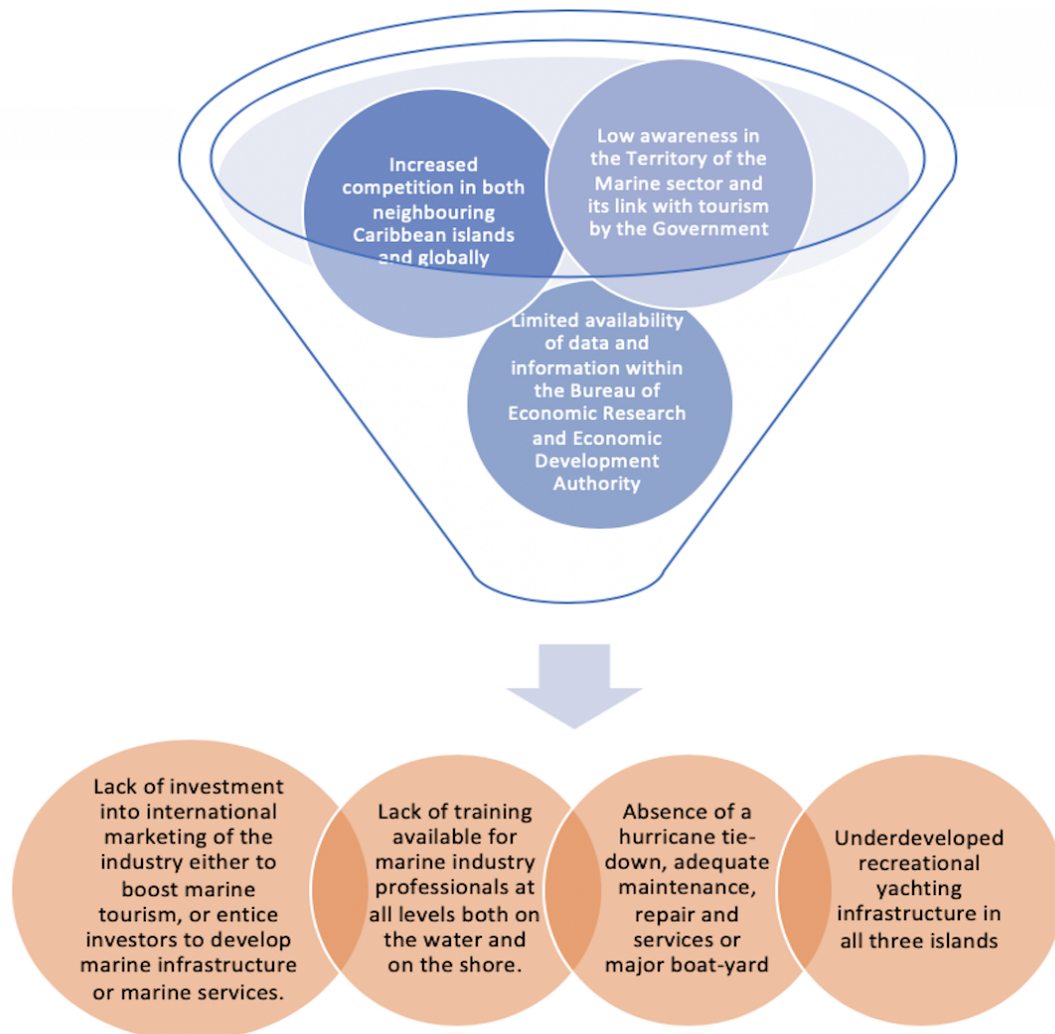 Increased
competition in both
neighbouring
Caribbean islands
and globally
Low awareness in
the Territory of the
Marine sector and
its link with tourism
by the Government
Limited availability
of data and
information within
the Bureau of
Economic Research
and Economic
Development
Authority
Lack of investment
into international
marketing of the
industry either to
boost marine
tourism, or entice
investors to develop
marine infrastructure
or marine services.
Lack of training
available for
marine industry
professionals at
all levels both on
the water and
on the shore.
Absence of a
hurricane tie-
down, adequate
maintenance,
repair and
services or
major boat-yard
Underdeveloped
recreational
yachting
infrastructure in
all three islands